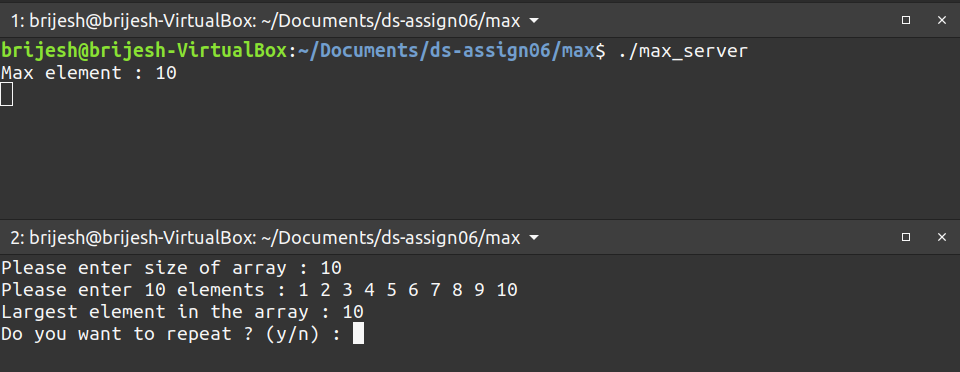 1: brijesh@brijesh-VirtualBox: ~/Documents/ds-assign06/max
brijesh@brijesh-VirtualBox:~/Documents/ds-assign06/max$ ./max_server
Max element : 10
2: brijesh@brijesh-VirtualBox: ~/Documents/ds-assign06/max
Please enter size of array : 10
Please enter 10 elements : 1 2 3 4 5 6 7 8 9 10
Largest element in the array : 10
Do you want to repeat ? (y/n) :